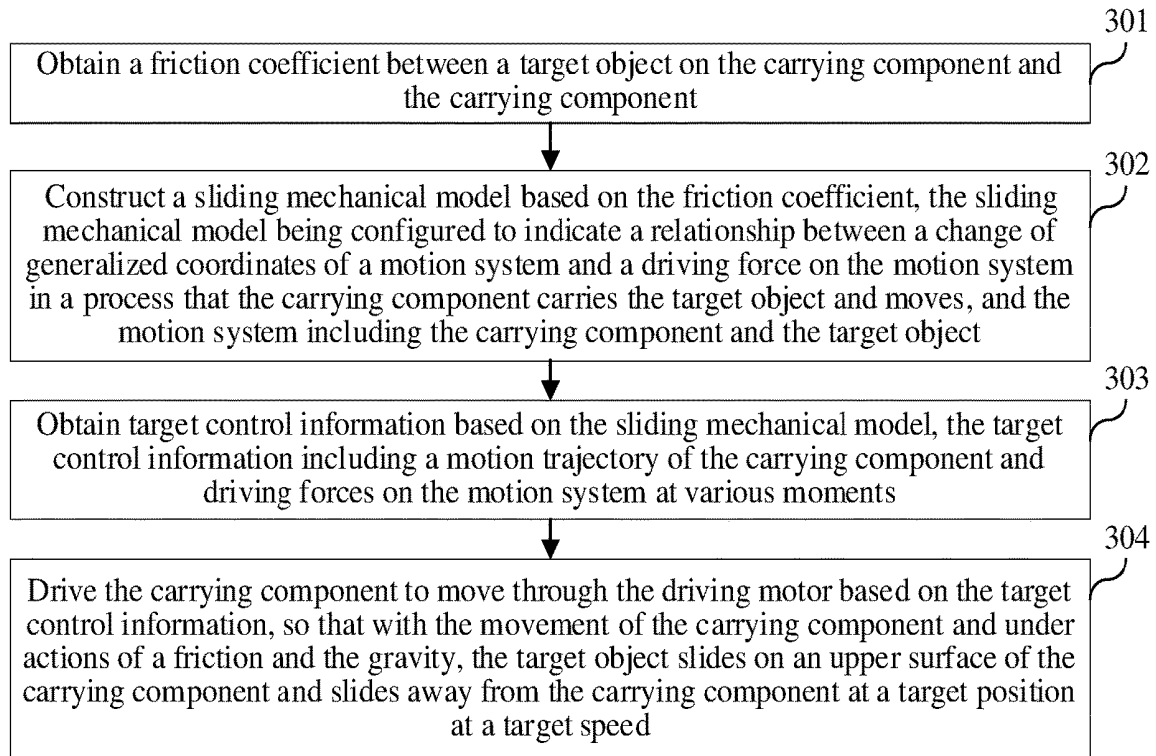 301
Obtain a friction coefficient between a target object on the carrying component and
the carrying component
302
Construct a sliding mechanical model based on the friction coefficient, the sliding
mechanical model being configured to indicate a relationship between a change of
generalized coordinates of a motion system and a driving force on the motion system
in a process that the carrying component carries the target object and moves, and the
motion system including the carrying component and the target object
303
Obtain target control information based on the sliding mechanical model, the target
control information including a motion trajectory of the carrying component and
driving forces on the motion system at various moments
304
Drive the carrying component to move through the driving motor based on the target
control information, so that with the movement of the carrying component and under
actions of a friction and the gravity, the target object slides on an upper surface of the
carrying component and slides away from the carrying component at a target position
at a target speed